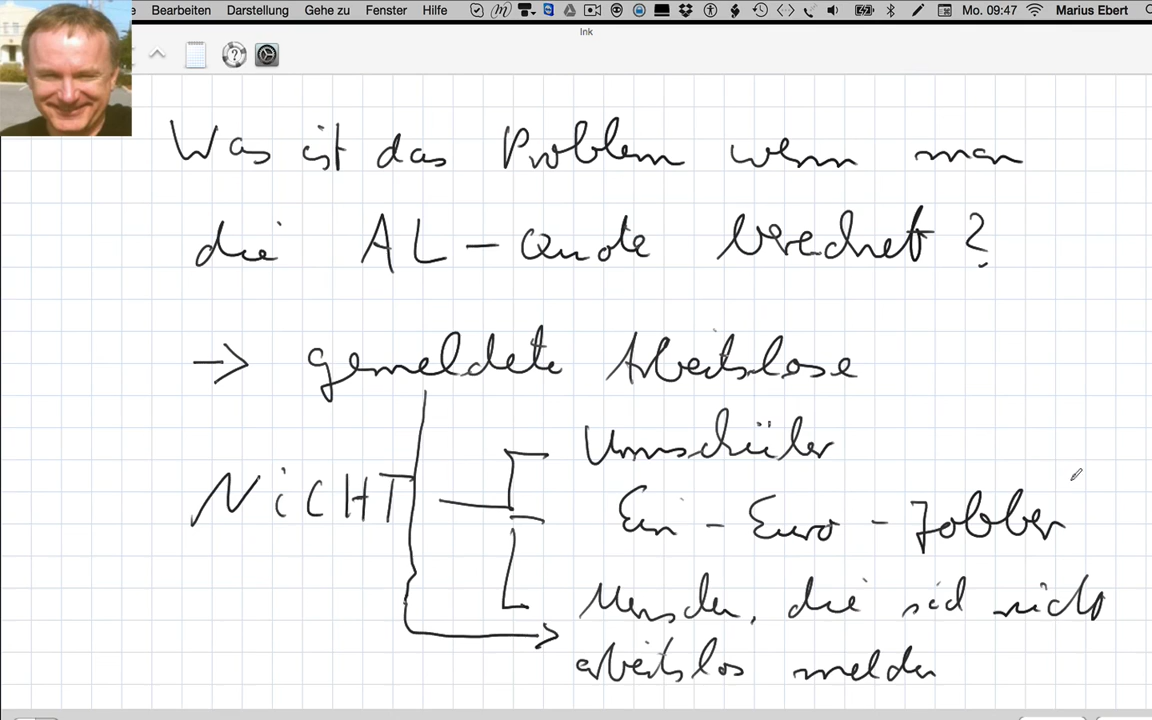 Bearbeiten Darstellung Gehe zu Fenster Hilfe Mo. 09:47 Marius Ebert
Ink
Was ist das Problem wenn man
die AL-Quote berechnet?
→ gemeldete Arbeitslose
Umschüler
NiCHT
Ein-Euro-Jobber
Menschen, die sich nicht
arbeitslos melden